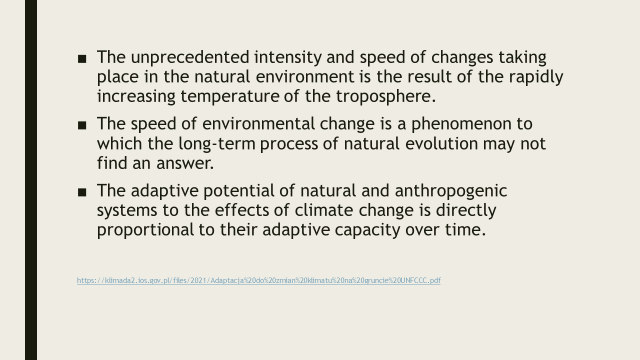 ■ The unprecedented intensity and speed of changes taking
place in the natural environment is the result of the rapidly
increasing temperature of the troposphere.
■ The speed of environmental change is a phenomenon to
which the long-term process of natural evolution may not
find an answer.
■ The adaptive potential of natural and anthropogenic
systems to the effects of climate change is directly
proportional to their adaptive capacity over time.
https://klimada2.ios.gov.pl/files/2021/Adaptacja%20do%20zmian%20klimatu%20na%20gruncie%20UNFCCC.pdf